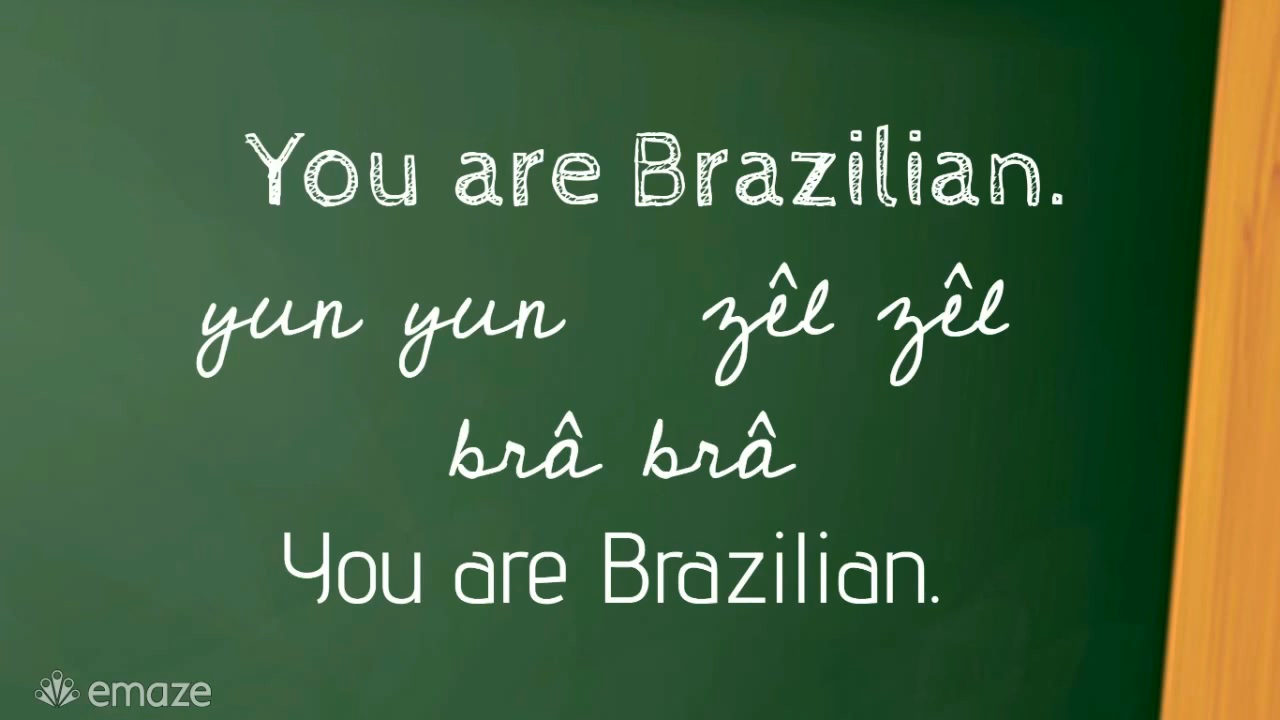 You are Brazilian.
yun yun zêl zêl
brâ brâ
You are Brazilian.
emaze